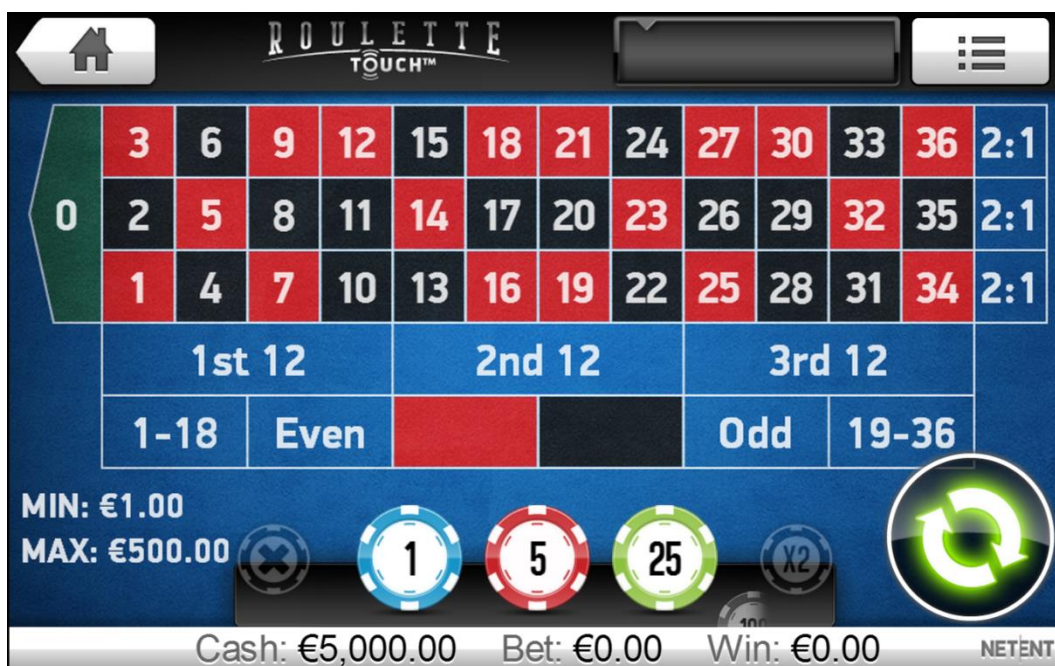 ROULETTE
TOUCH™
3 6 9 12 15 18 21 24 27 30 33 36 2:1
0 2 5 8 11 14 17 20 23 26 29 32 35 2:1
1 4 7 10 13 16 19 22 25 28 31 34 2:1
1st 12 2nd 12 3rd 12
1-18 Even Odd 19-36
MIN: €1.00
MAX: €500.00
1 5 25 X2
100
Cash: €5,000.00 Bet: €0.00 Win: €0.00 NETENT